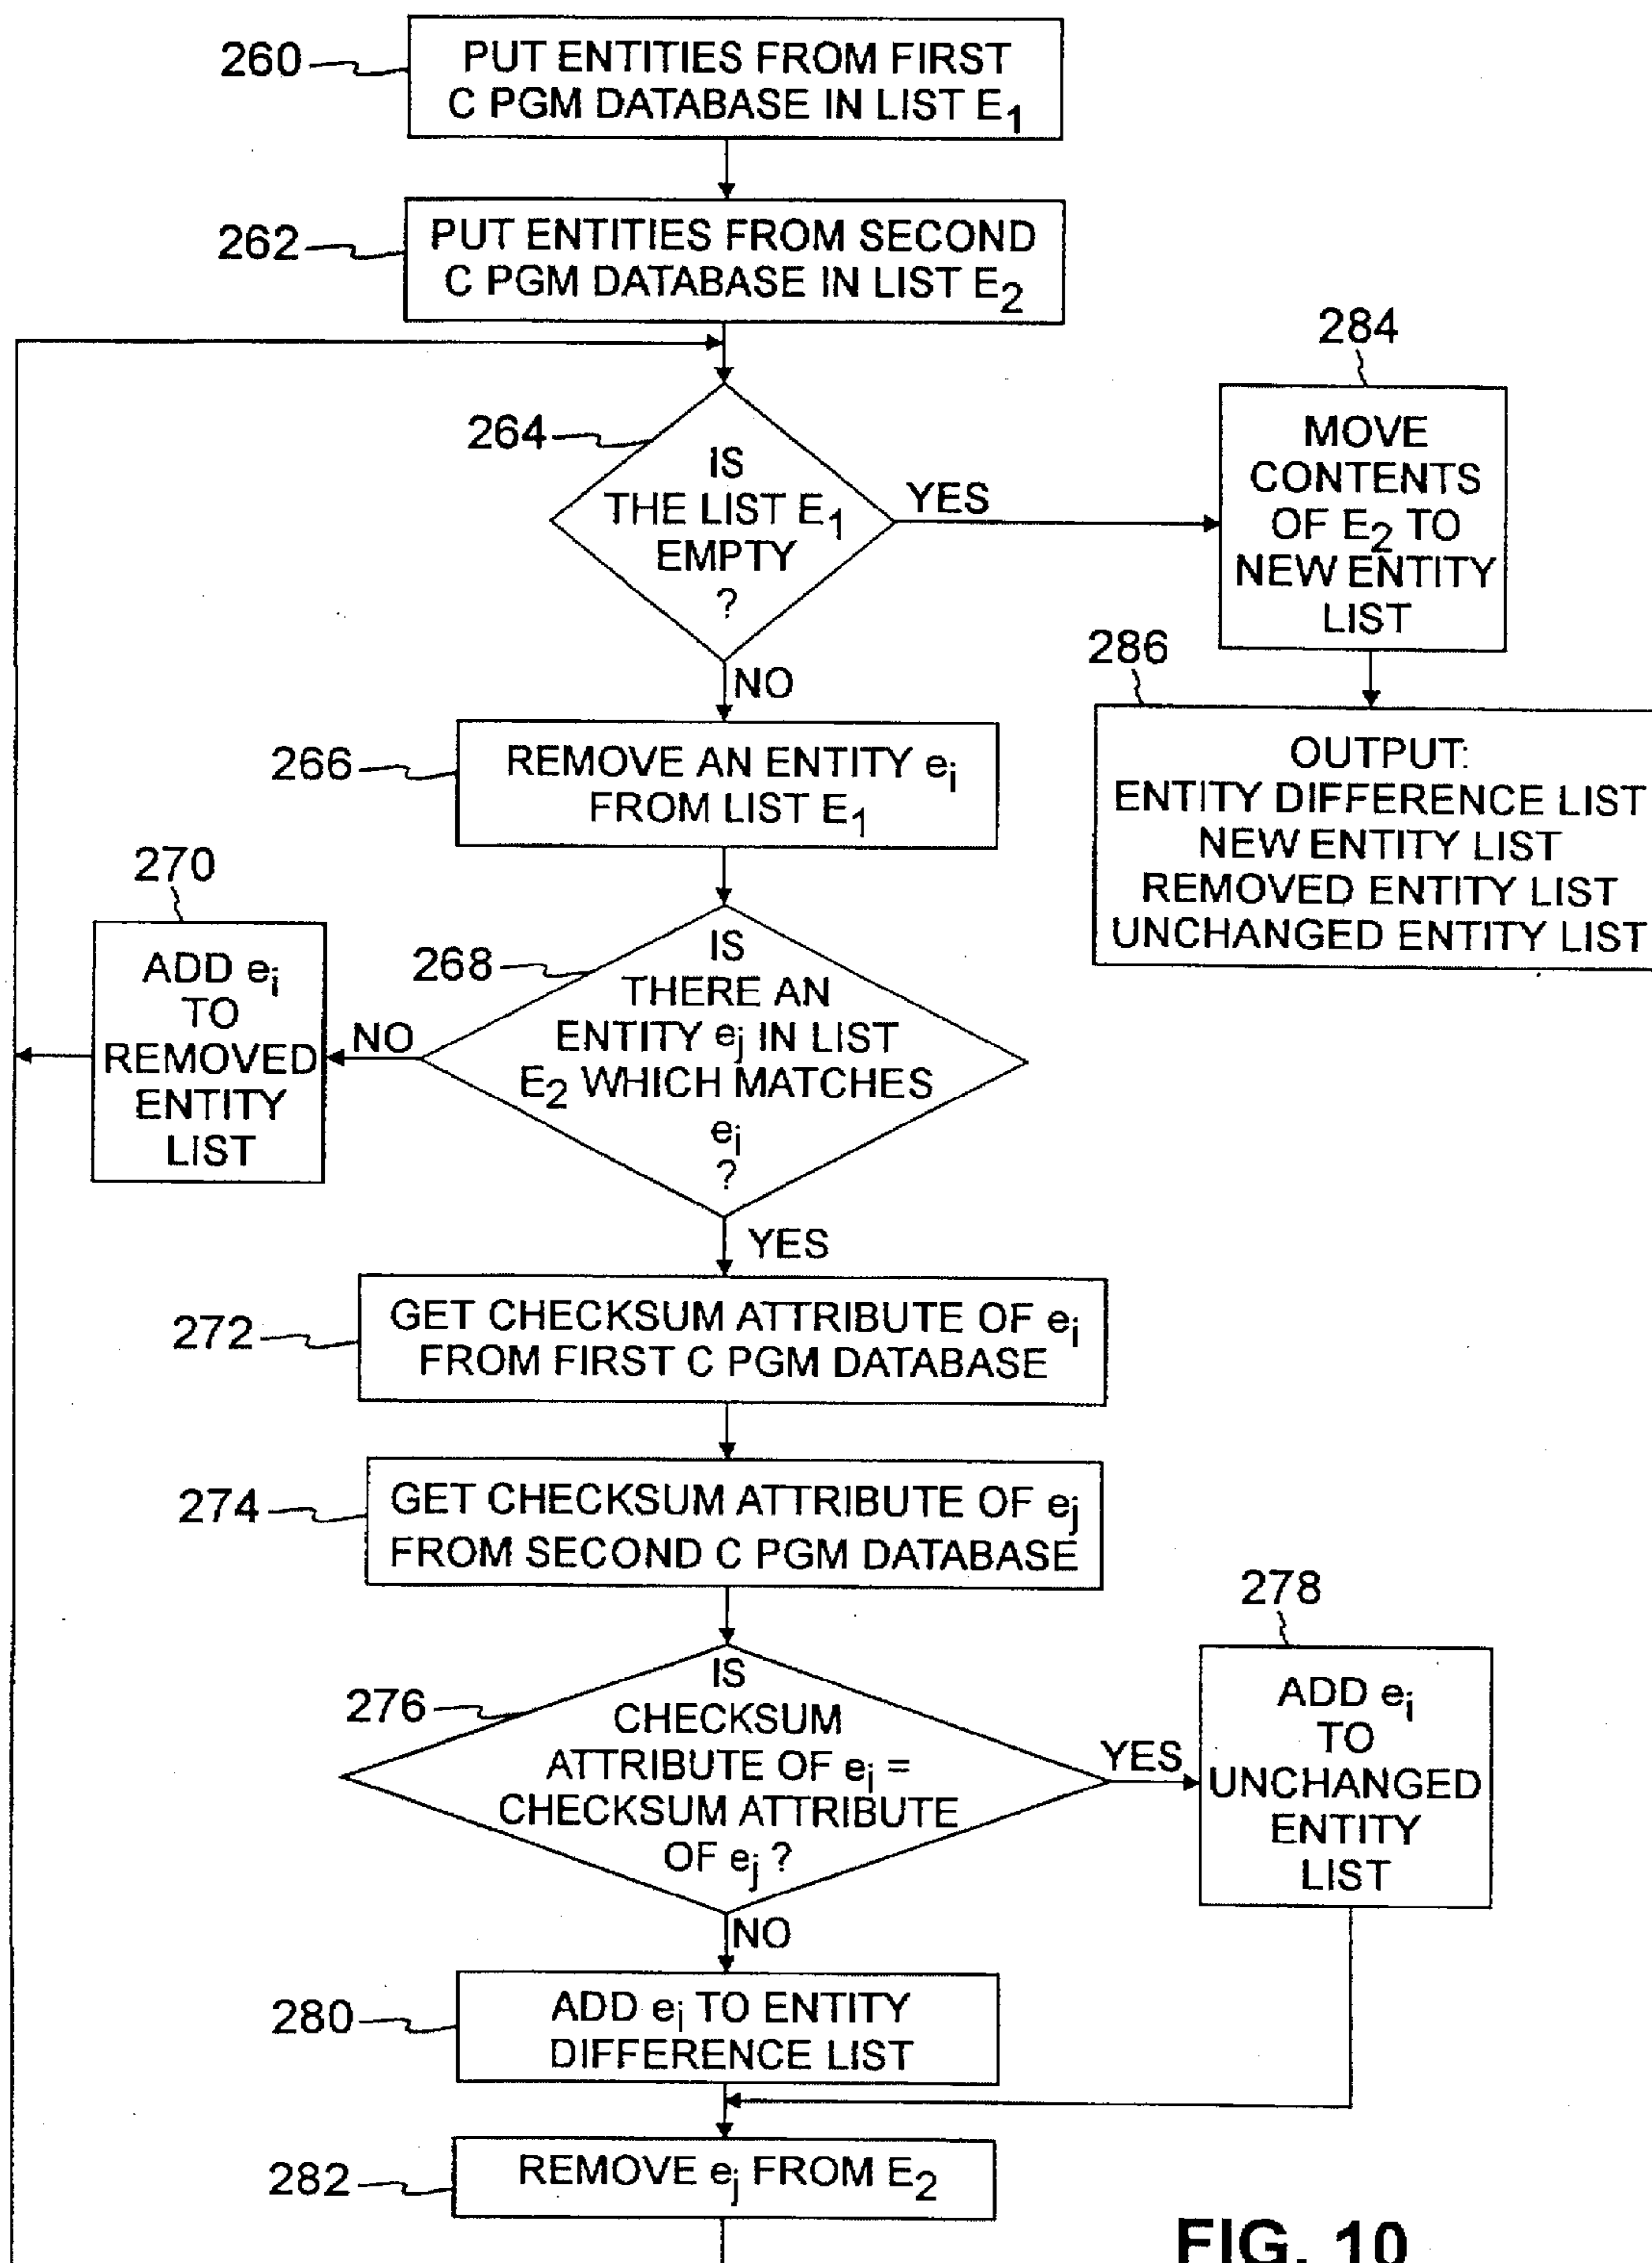 260
PUT ENTITIES FROM FIRST
C PGM DATABASE IN LIST E1
262
PUT ENTITIES FROM SECOND
C PGM DATABASE IN LIST E2
264
IS
THE LIST E1
EMPTY
?
YES
NO
284
MOVE
CONTENTS
OF E2 TO
NEW ENTITY
LIST
286
OUTPUT:
ENTITY DIFFERENCE LIST
NEW ENTITY LIST
REMOVED ENTITY LIST
UNCHANGED ENTITY LIST
266
REMOVE AN ENTITY ei
FROM LIST E1
268
IS
THERE AN
ENTITY ej IN LIST
E2 WHICH MATCHES
ei
?
NO
YES
270
ADD ei
TO
REMOVED
ENTITY
LIST
272
GET CHECKSUM ATTRIBUTE OF ei
FROM FIRST C PGM DATABASE
274
GET CHECKSUM ATTRIBUTE OF ej
FROM SECOND C PGM DATABASE
276
IS
CHECKSUM
ATTRIBUTE OF ei =
CHECKSUM ATTRIBUTE
OF ej ?
YES
NO
278
ADD ei
TO
UNCHANGED
ENTITY
LIST
280
ADD ei TO ENTITY
DIFFERENCE LIST
282
REMOVE ej FROM E2
FIG. 10